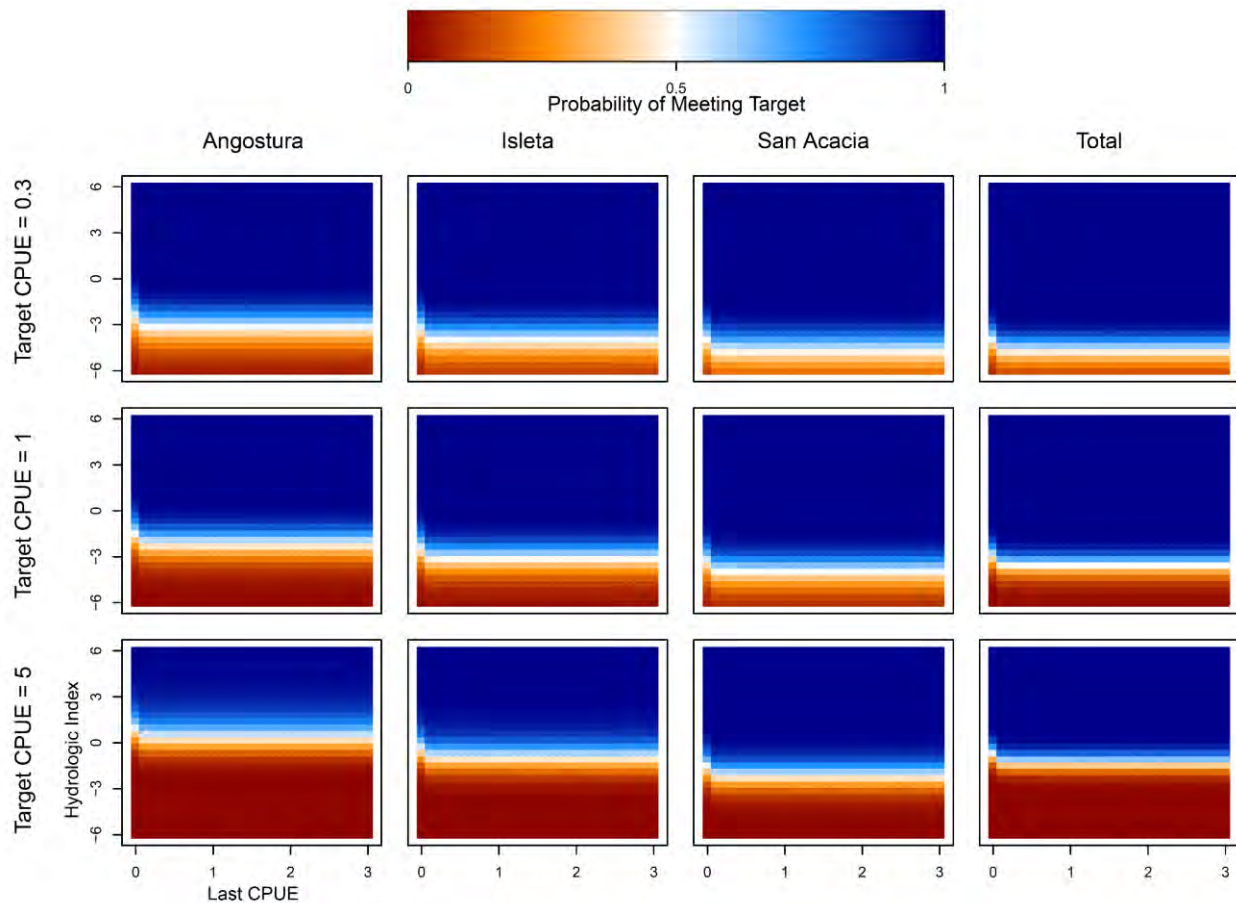 0 0.5 1
Probability of Meeting Target
Angostura Isleta San Acacia Total
Target CPUE = 0.3
6
3
0
−3
−6
Target CPUE = 1
6
3
0
−3
−6
Target CPUE = 5
Hydrologic Index
6
3
0
−3
−6
0 1 2 3 0 1 2 3 0 1 2 3 0 1 2 3
Last CPUE